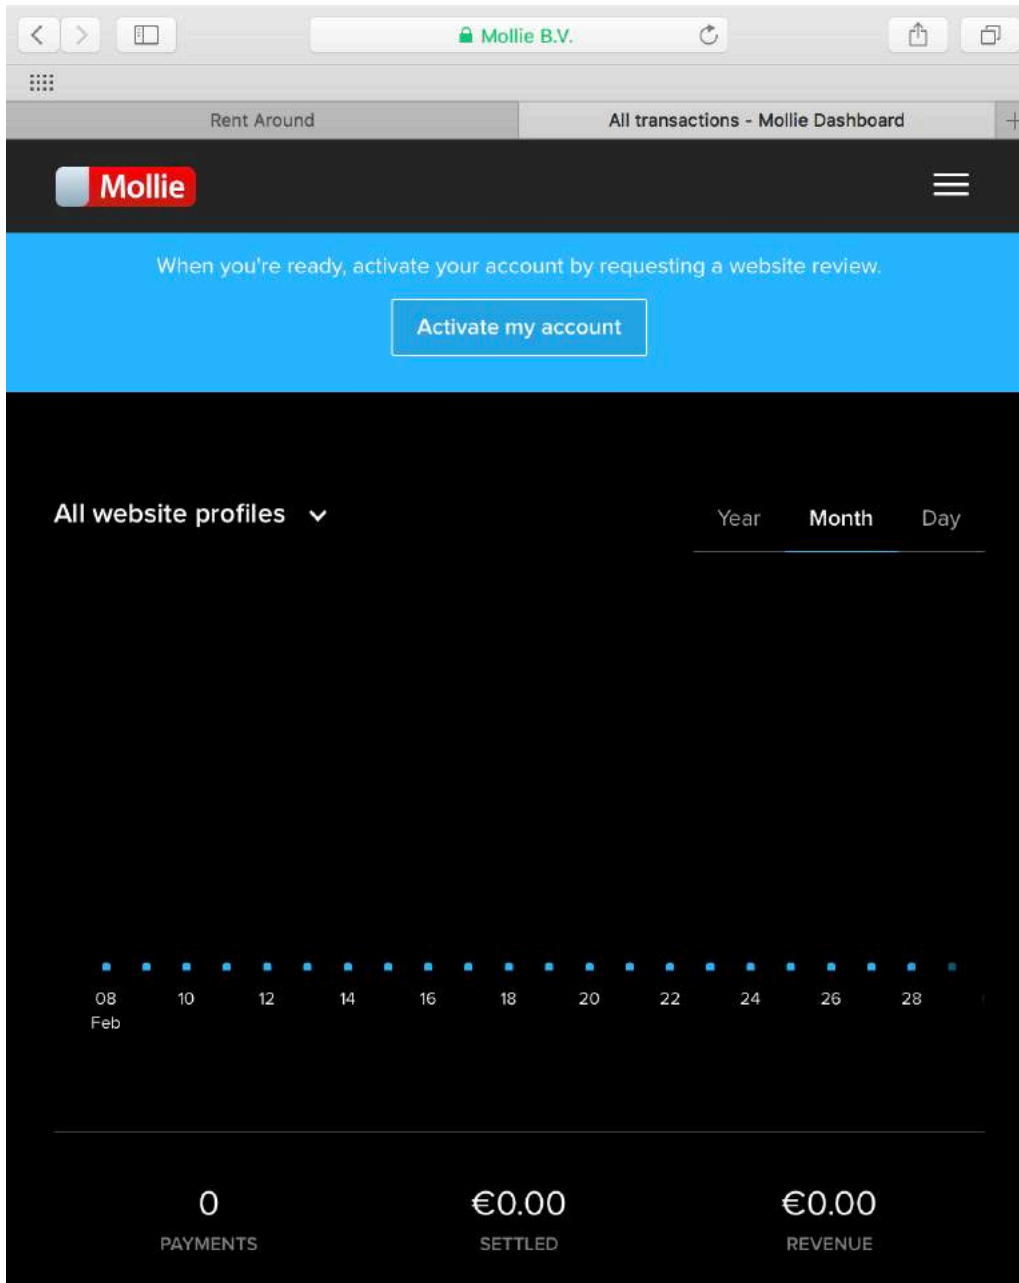 Mollie B.V.
Rent Around
All transactions - Mollie Dashboard
Mollie
When you're ready, activate your account by requesting a website review.
Activate my account
All website profiles
Year Month Day
08 10 12 14 16 18 20 22 24 26 28
Feb
0 €0.00 €0.00
PAYMENTS SETTLED REVENUE